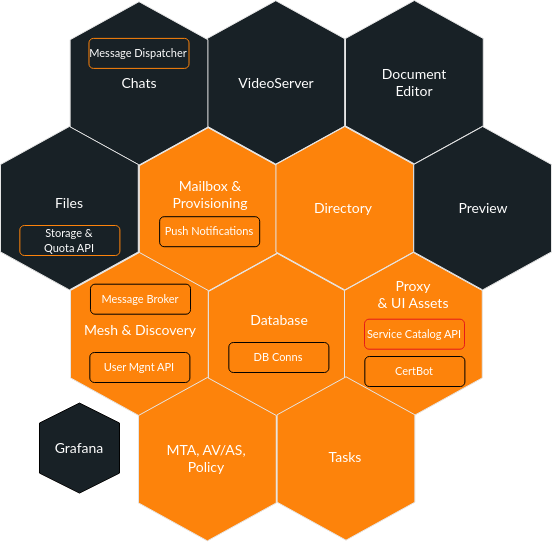 Message Dispatcher
Chats
VideoServer
Document
Editor
Files
Storage &
Quota API
Mailbox &
Provisioning
Push Notifications
Directory
Preview
Message Broker
Mesh & Discovery
User Mgnt API
Database
DB Conns
Proxy
& UI Assets
Service Catalog API
CertBot
Grafana
MTA, AV/AS,
Policy
Tasks